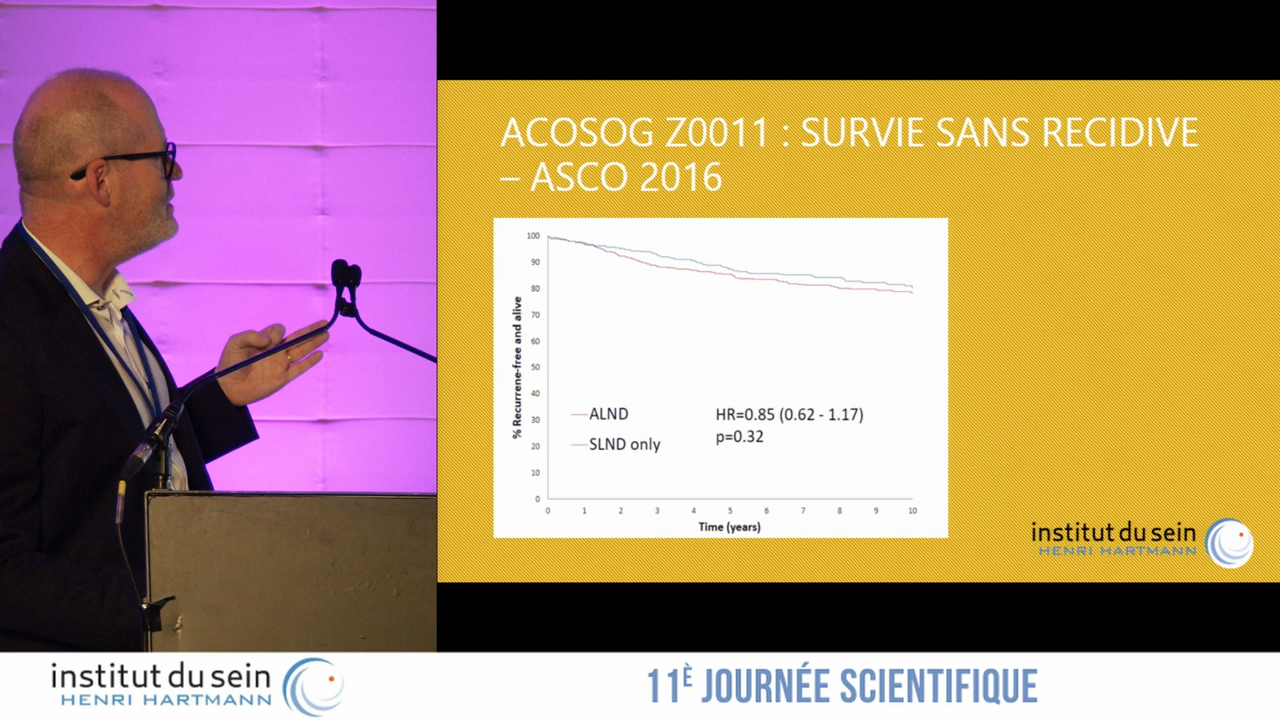 ACOSOG Z0011 : SURVIE SANS RECIDIVE
– ASCO 2016
% Recurrene-free and alive
100
90
80
70
60
50
40
30
20
10
0
ALND
SLND only
HR=0.85 (0.62 - 1.17)
p=0.32
0 1 2 3 4 5 6 7 8 9 10
Time (years)
institut du sein
HENRI HARTMANN
institut du sein
HENRI HARTMANN
11È JOURNÉE SCIENTIFIQUE